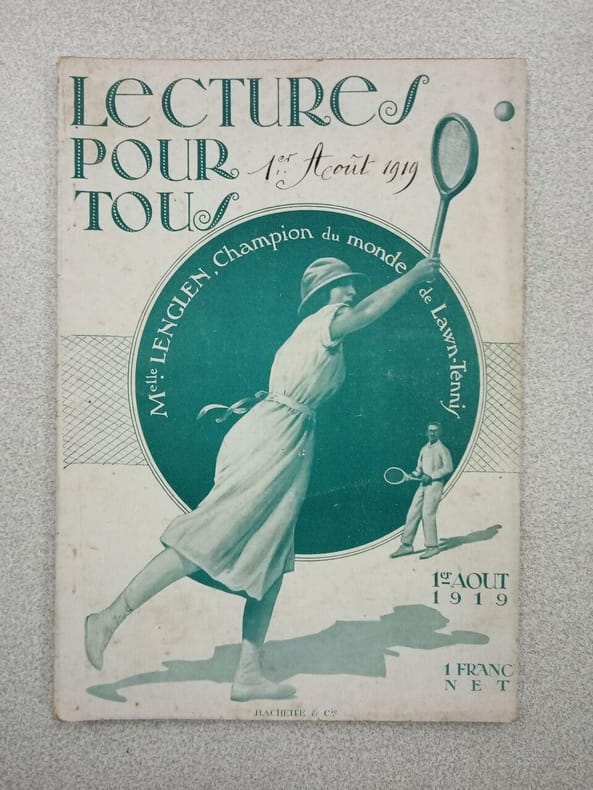 LECTURES
POUR
TOUS
1er Août 1919
Melle LENGLEN, Champion du monde de Lawn-Tennis
1er AOUT
1919
1 FRANC
NET
HACHETTE & Cie